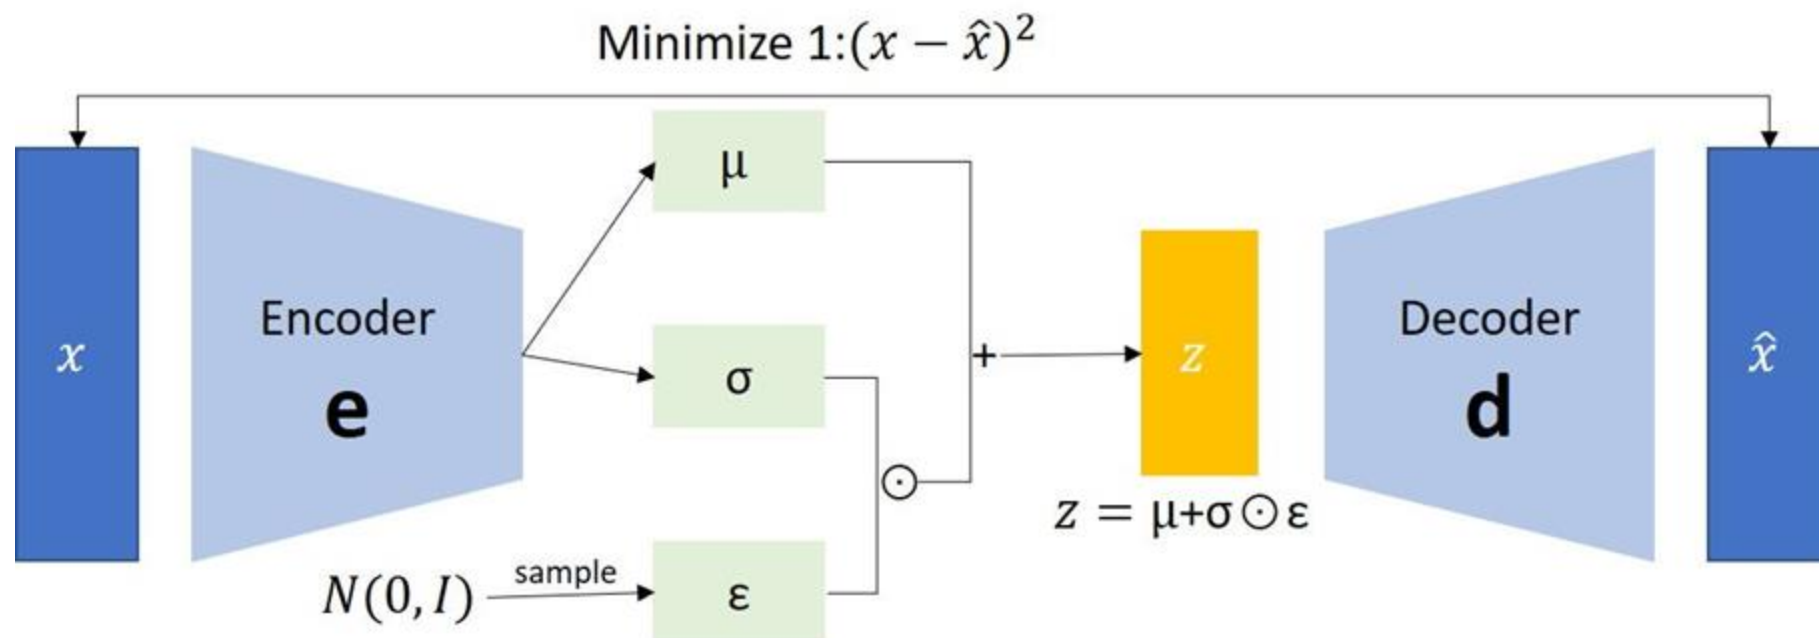 Minimize 1:(x − x̂)²
x
Encoder
e
μ
σ
ε
N(0, I)
sample
⊙
+
z
z = μ+σ⊙ε
Decoder
d
x̂